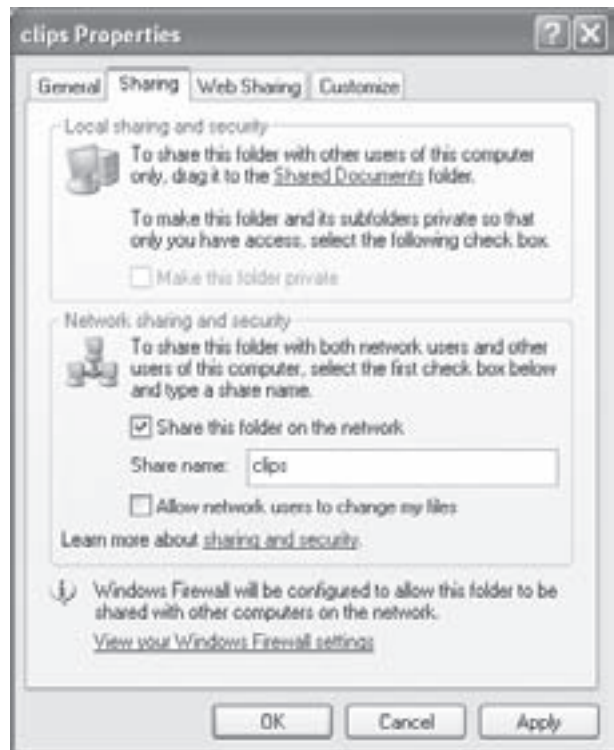 clips Properties
General Sharing Web Sharing Customize
Local sharing and security
To share this folder with other users of this computer
only, drag it to the Shared Documents folder.
To make this folder and its subfolders private so that
only you have access, select the following check box.
Make this folder private
Network sharing and security
To share this folder with both network users and other
users of this computer, select the first check box below
and type a share name.
Share this folder on the network
Share name: clips
Allow network users to change my files
Learn more about sharing and security.
Windows Firewall will be configured to allow this folder to be
shared with other computers on the network.
View your Windows Firewall settings
OK Cancel Apply